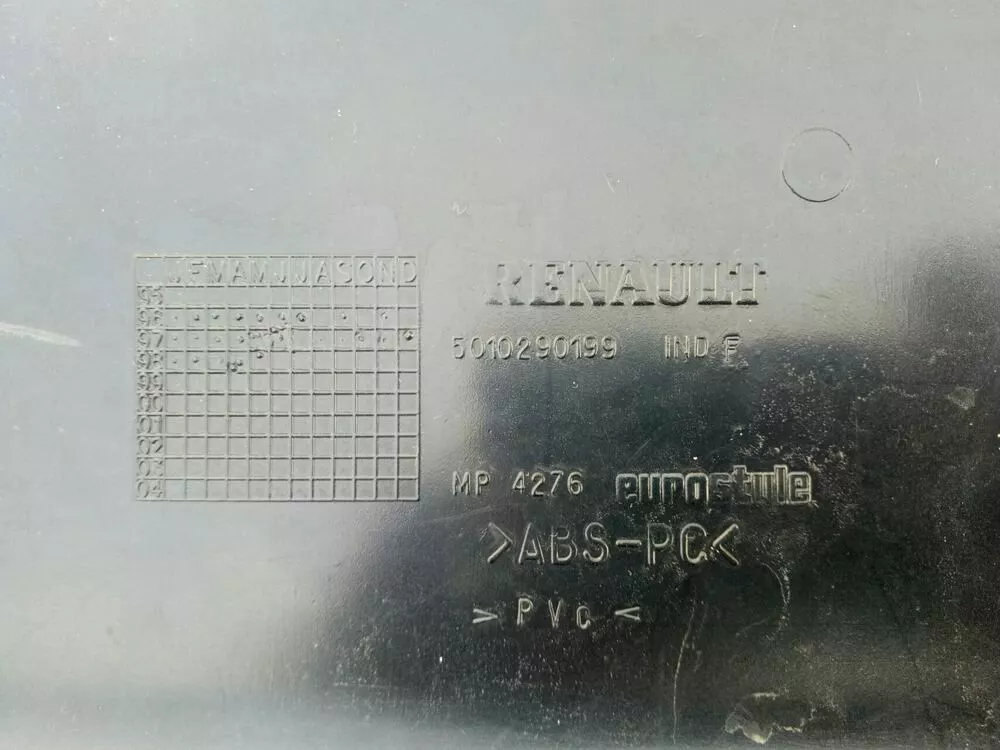 JFMAMJJASOND
95
96
97
98
99
00
01
02
03
04
RENAULT
5010290199 IND F
MP 4276 eurostyle
>ABS-PC<
> PVC <